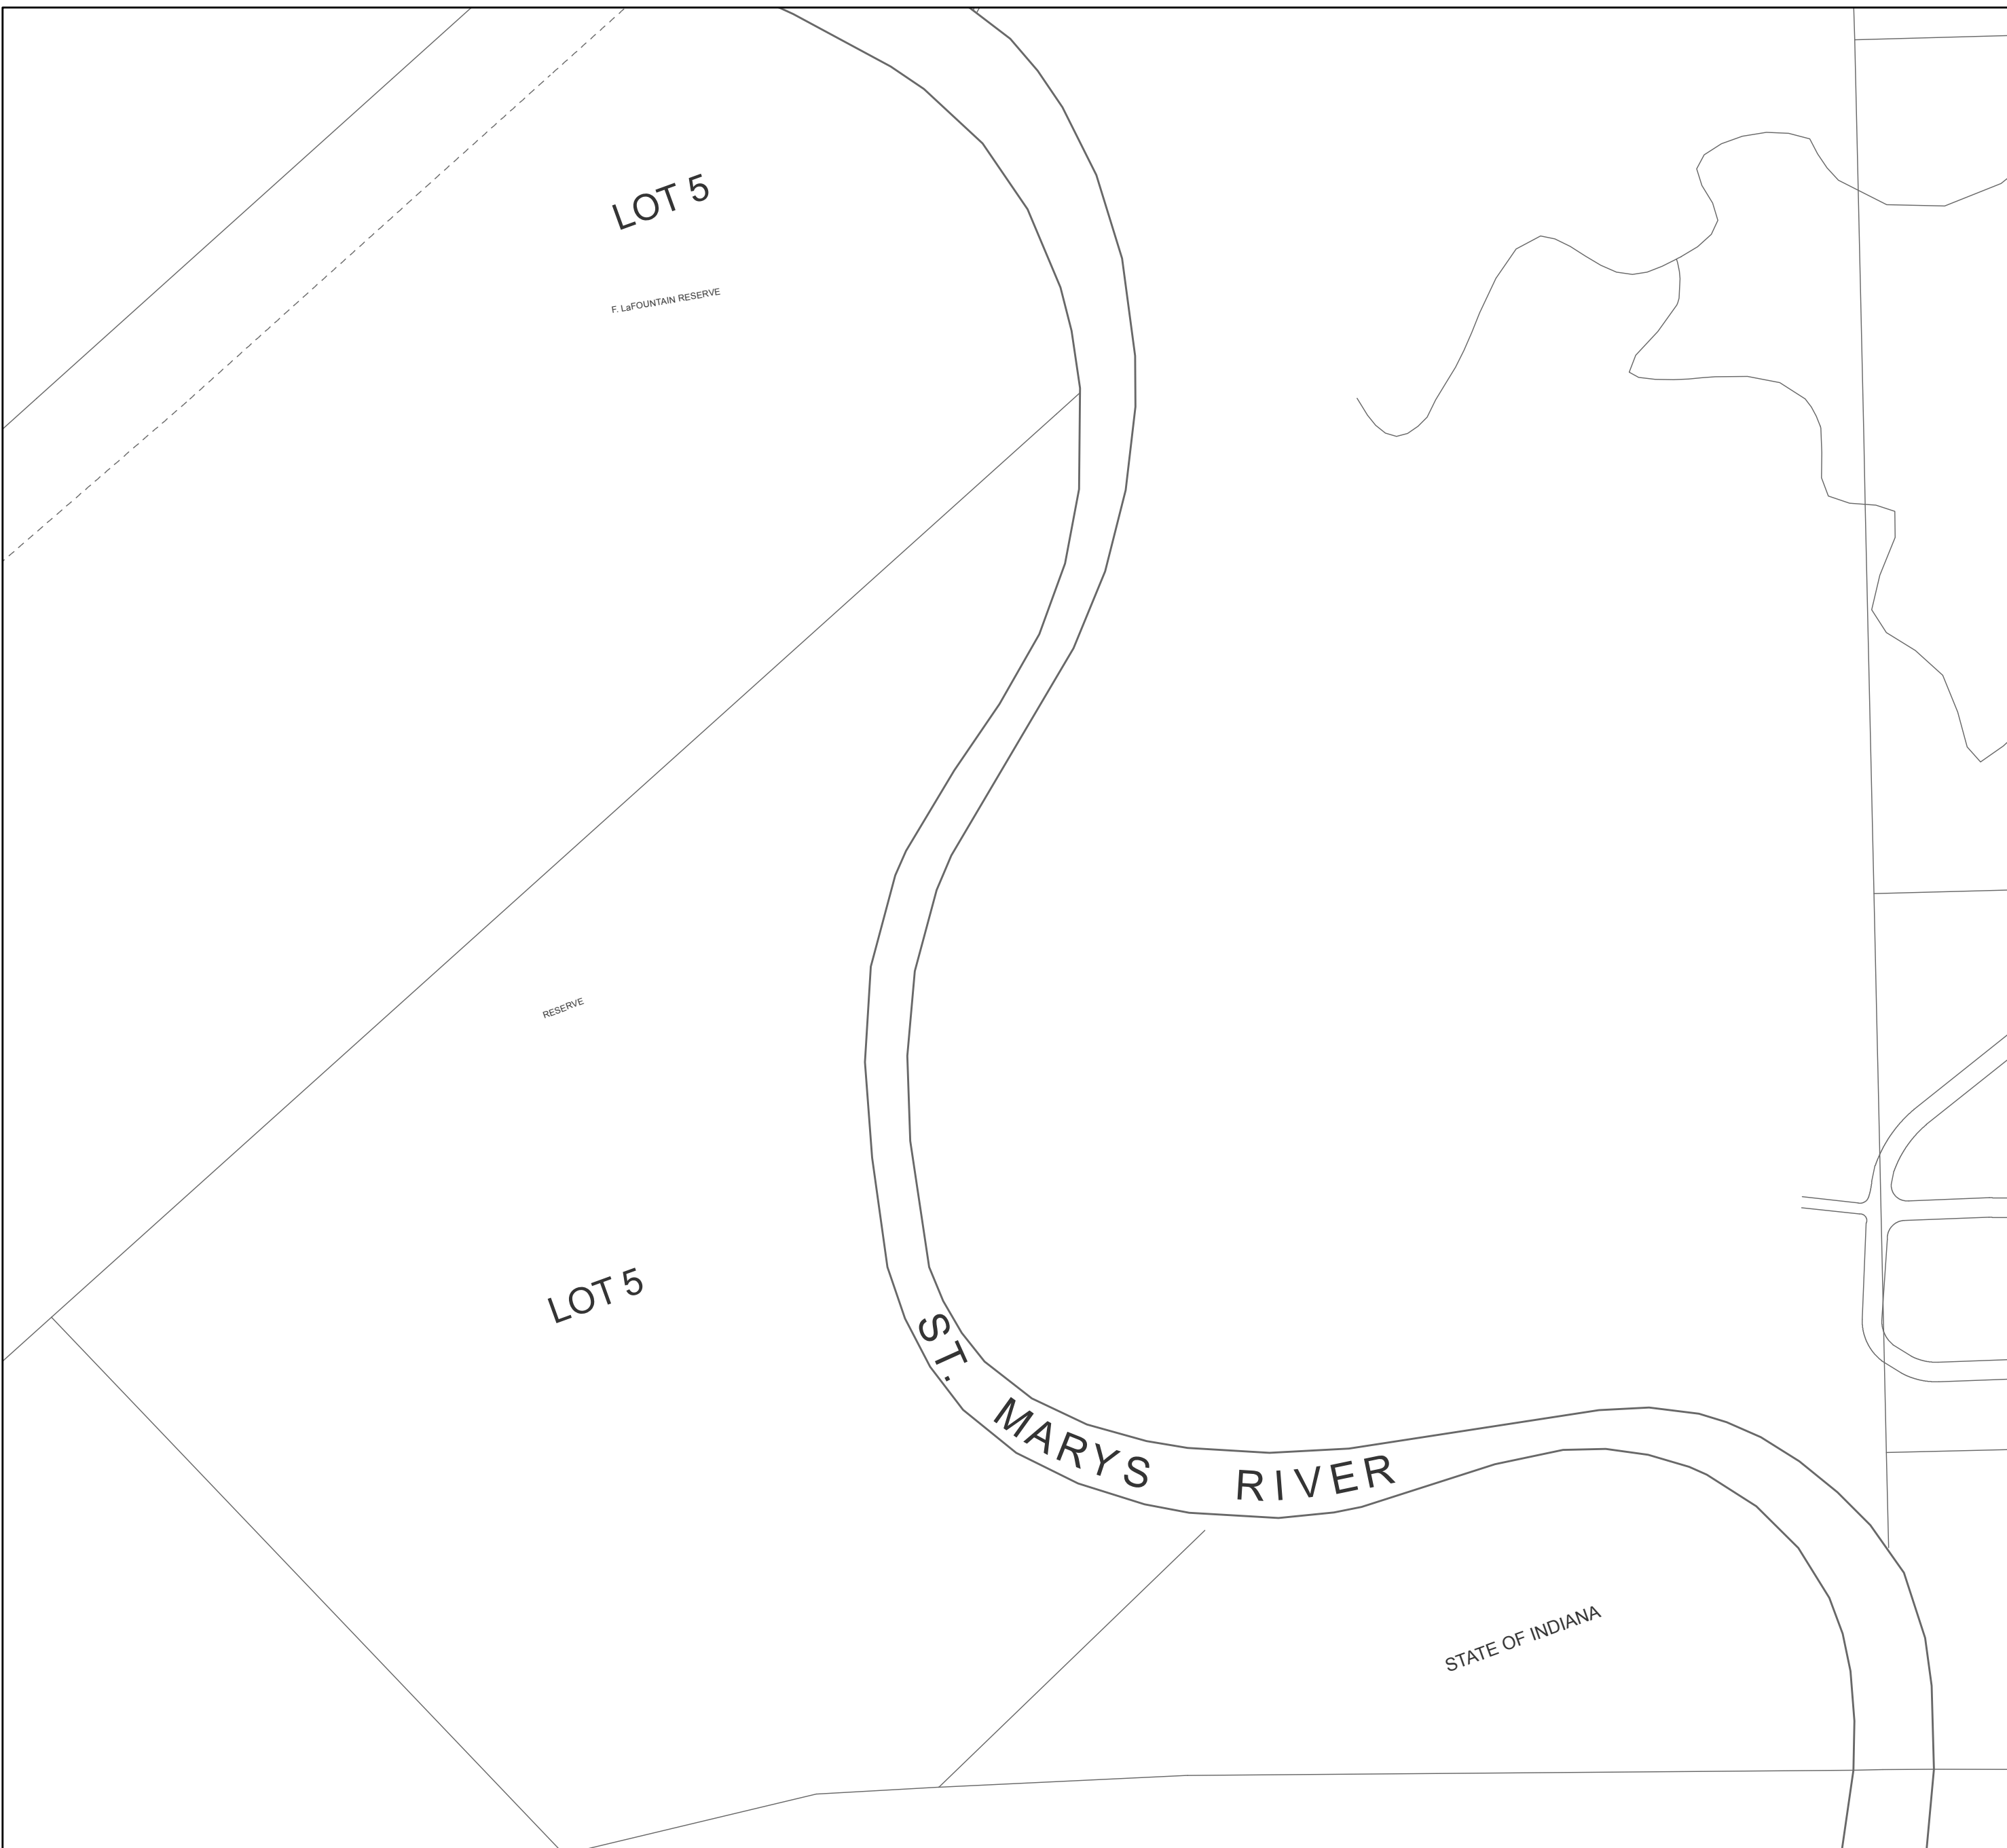 LOT 5
F. LaFOUNTAIN RESERVE
RESERVE
LOT 5
ST. MARYS RIVER
STATE OF INDIANA